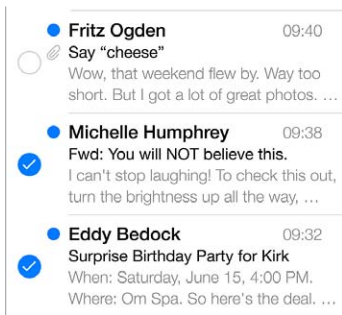 Fritz Ogden 09:40
Say “cheese”
Wow, that weekend flew by. Way too
short. But I got a lot of great photos. …
Michelle Humphrey 09:38
Fwd: You will NOT believe this.
I can't stop laughing! To check this out,
turn the brightness up all the way, …
Eddy Bedock 09:32
Surprise Birthday Party for Kirk
When: Saturday, June 15, 4:00 PM.
Where: Om Spa. So here's the deal. …